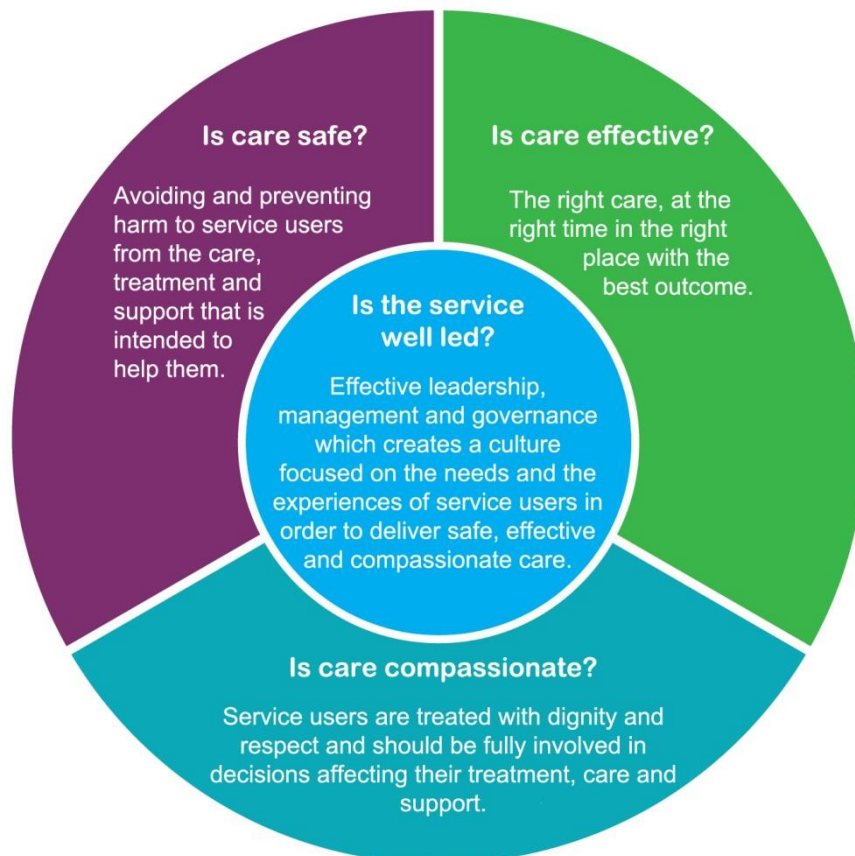 Is care safe?
Avoiding and preventing
harm to service users
from the care,
treatment and
support that is
intended to
help them.
Is care effective?
The right care, at the
right time in the right
place with the
best outcome.
Is the service
well led?
Effective leadership,
management and governance
which creates a culture
focused on the needs and the
experiences of service users in
order to deliver safe, effective
and compassionate care.
Is care compassionate?
Service users are treated with dignity and
respect and should be fully involved in
decisions affecting their treatment, care and
support.